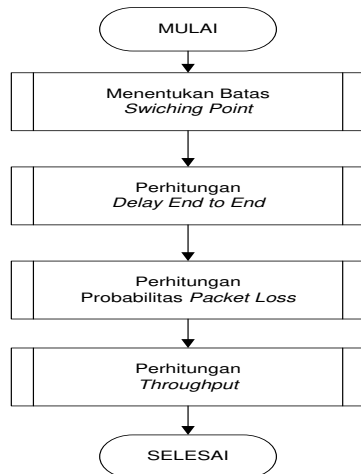 MULAI
Menentukan Batas
Swiching Point
Perhitungan
Delay End to End
Perhitungan
Probabilitas Packet Loss
Perhitungan
Throughput
SELESAI